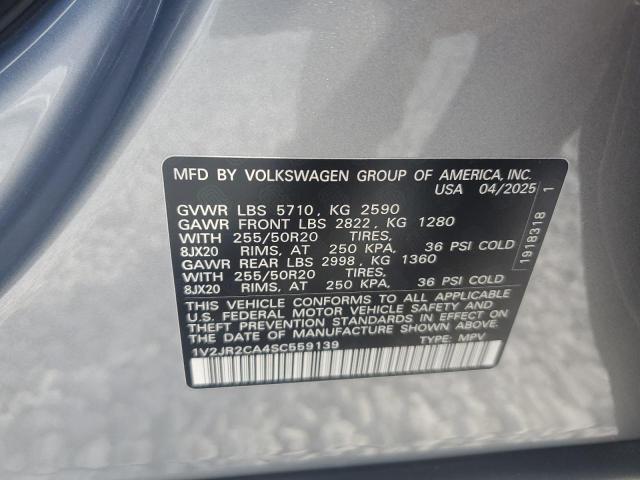 MFD BY VOLKSWAGEN GROUP OF AMERICA, INC.
USA 04/2025
GVWR LBS 5710, KG 2590
GAWR FRONT LBS 2822, KG 1280
WITH 255/50R20 TIRES,
8JX20 RIMS, AT 250 KPA, 36 PSI COLD
GAWR REAR LBS 2998, KG 1360
WITH 255/50R20 TIRES,
8JX20 RIMS, AT 250 KPA, 36 PSI COLD
THIS VEHICLE CONFORMS TO ALL APPLICABLE
U.S. FEDERAL MOTOR VEHICLE SAFETY AND
THEFT PREVENTION STANDARDS IN EFFECT ON
THE DATE OF MANUFACTURE SHOWN ABOVE.
1V2JR2CA4SC559139 TYPE: MPV
1918318 1